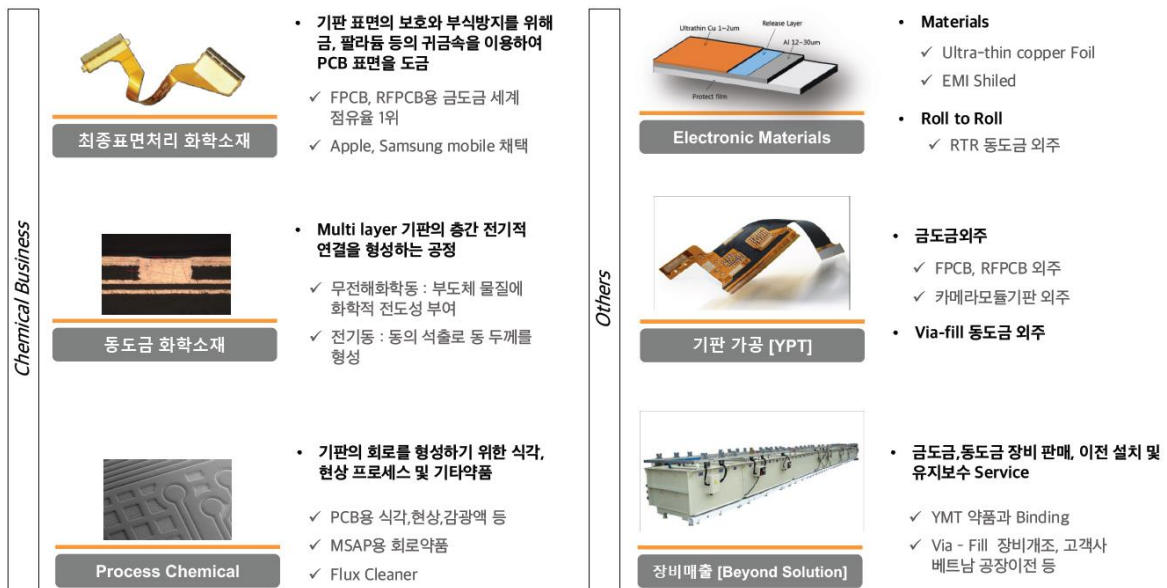 Chemical Business
최종표면처리 화학소재
• 기판 표면의 보호와 부식방지를 위해
금, 팔라듐 등의 귀금속을 이용하여
PCB 표면을 도금
✓ FPCB, RFPCB용 금도금 세계
점유율 1위
✓ Apple, Samsung mobile 채택
동도금 화학소재
• Multi layer 기판의 층간 전기적
연결을 형성하는 공정
✓ 무전해화학동 : 부도체 물질에
화학적 전도성 부여
✓ 전기동 : 동의 석출로 동 두께를
형성
Process Chemical
• 기판의 회로를 형성하기 위한 식각,
현상 프로세스 및 기타약품
✓ PCB용 식각,현상,감광액 등
✓ MSAP용 회로약품
✓ Flux Cleaner
Others
Ultrathin Cu 1~2um
Release Layer
Al 12~30um
Protect film
Electronic Materials
• Materials
✓ Ultra-thin copper Foil
✓ EMI Shiled
• Roll to Roll
✓ RTR 동도금 외주
기판 가공 [YPT]
• 금도금외주
✓ FPCB, RFPCB 외주
✓ 카메라모듈기판 외주
• Via-fill 동도금 외주
장비매출 [Beyond Solution]
• 금도금,동도금 장비 판매, 이전 설치 및
유지보수 Service
✓ YMT 약품과 Binding
✓ Via - Fill 장비개조, 고객사
베트남 공장이전 등